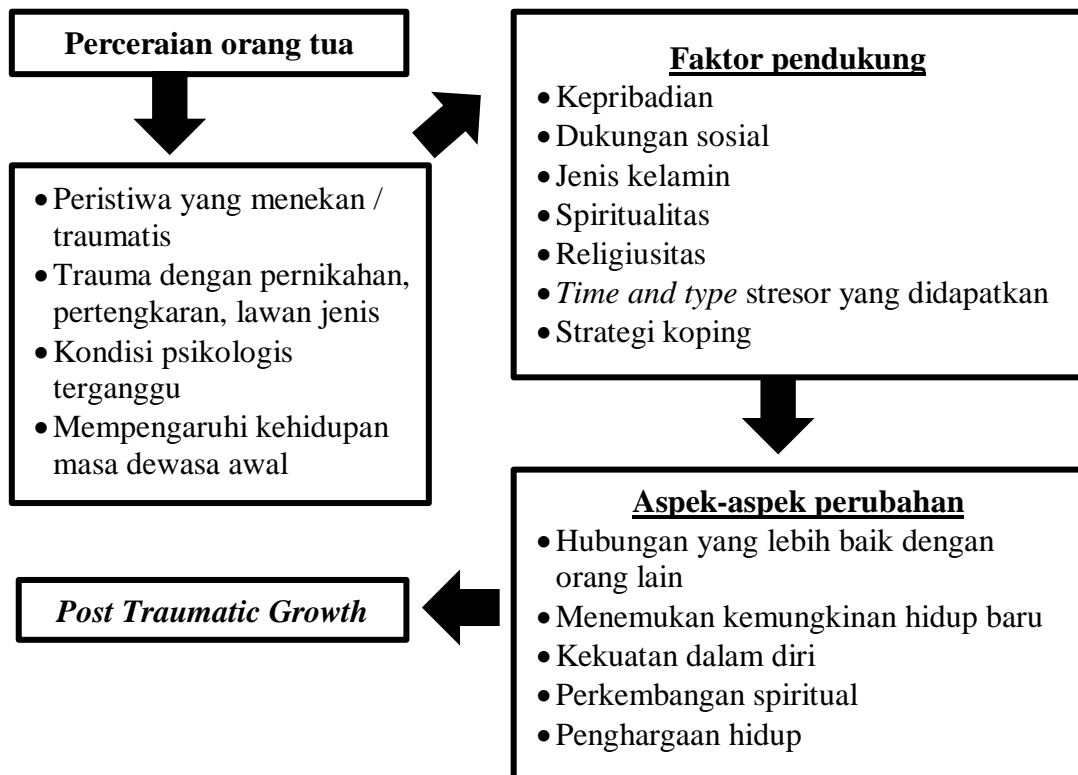 Perceraian orang tua
• Peristiwa yang menekan /
traumatis
• Trauma dengan pernikahan,
pertengkaran, lawan jenis
• Kondisi psikologis
terganggu
• Mempengaruhi kehidupan
masa dewasa awal
Faktor pendukung
• Kepribadian
• Dukungan sosial
• Jenis kelamin
• Spiritualitas
• Religiusitas
• Time and type stresor yang didapatkan
• Strategi koping
Aspek-aspek perubahan
• Hubungan yang lebih baik dengan
orang lain
• Menemukan kemungkinan hidup baru
• Kekuatan dalam diri
• Perkembangan spiritual
• Penghargaan hidup
Post Traumatic Growth